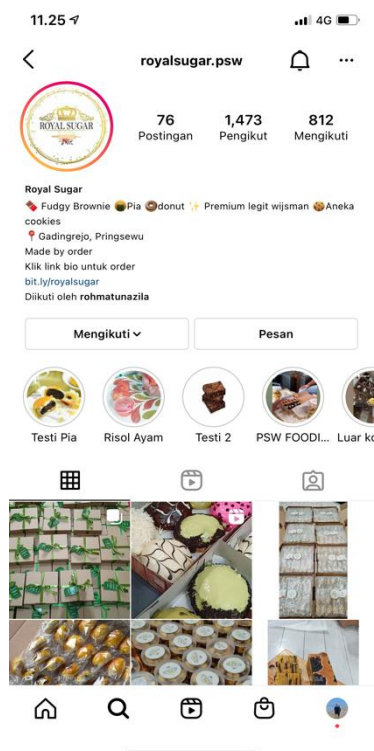 11.25
4G
royalsugar.psw
ROYAL SUGAR
76
Postingan
1,473
Pengikut
812
Mengikuti
Royal Sugar
Fudgy Brownie Pia donut Premium legit wijsman Aneka
cookies
Gadingrejo, Pringsewu
Made by order
Klik link bio untuk order
bit.ly/royalsugar
Diikuti oleh rohmatunazila
Mengikuti
Pesan
Testi Pia
Risol Ayam
Testi 2
PSW FOODI...
Luar ko